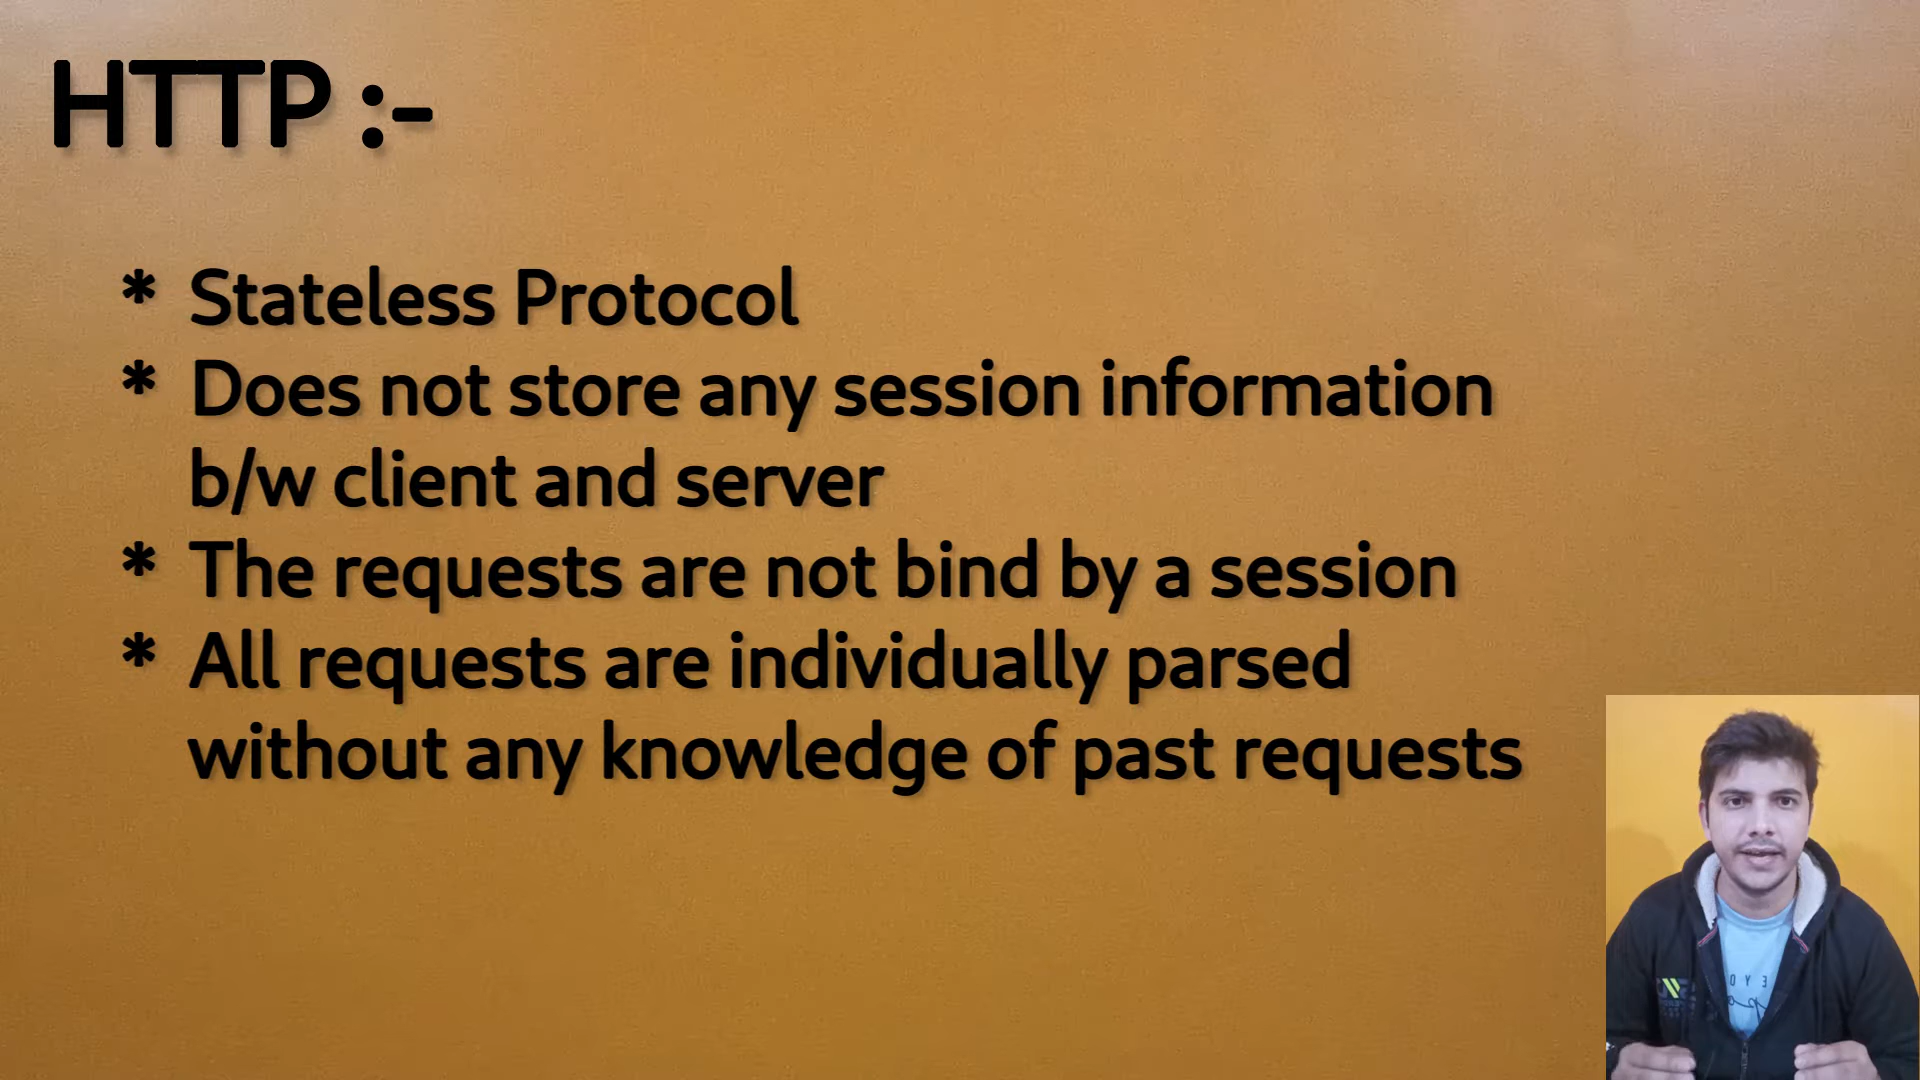 HTTP :-
* Stateless Protocol
* Does not store any session information
b/w client and server
* The requests are not bind by a session
* All requests are individually parsed
without any knowledge of past requests